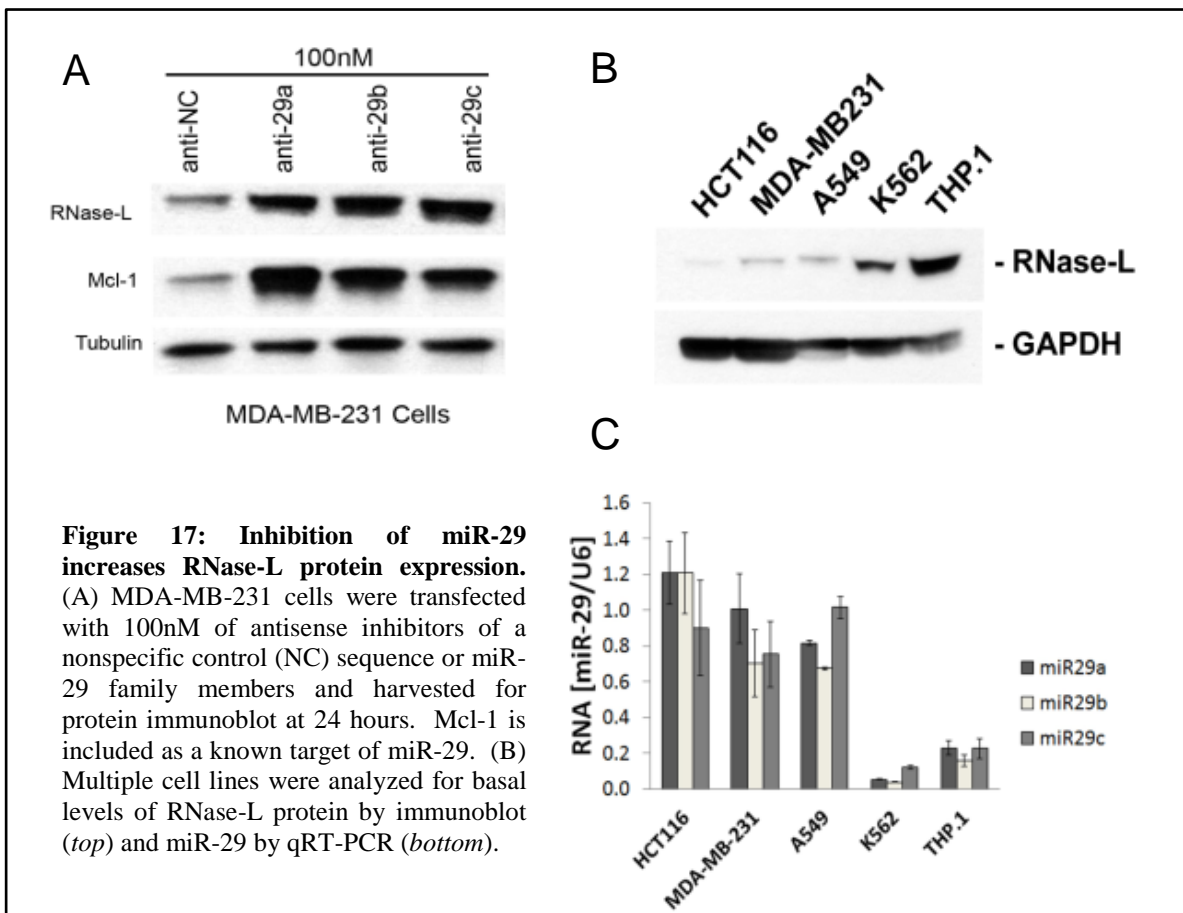 A
100nM
anti-NC
anti-29a
anti-29b
anti-29c
RNase-L
Mcl-1
Tubulin
MDA-MB-231 Cells
B
HCT116
MDA-MB231
A549
K562
THP.1
- RNase-L
- GAPDH
Figure 17: Inhibition of miR-29
increases RNase-L protein expression.
(A) MDA-MB-231 cells were transfected
with 100nM of antisense inhibitors of a
nonspecific control (NC) sequence or miR-
29 family members and harvested for
protein immunoblot at 24 hours. Mcl-1 is
included as a known target of miR-29. (B)
Multiple cell lines were analyzed for basal
levels of RNase-L protein by immunoblot
(top) and miR-29 by qRT-PCR (bottom).
C
RNA [miR-29/U6]
1.6
1.4
1.2
1.0
0.8
0.6
0.4
0.2
0.0
HCT116
MDA-MB-231
A549
K562
THP.1
miR29a
miR29b
miR29c